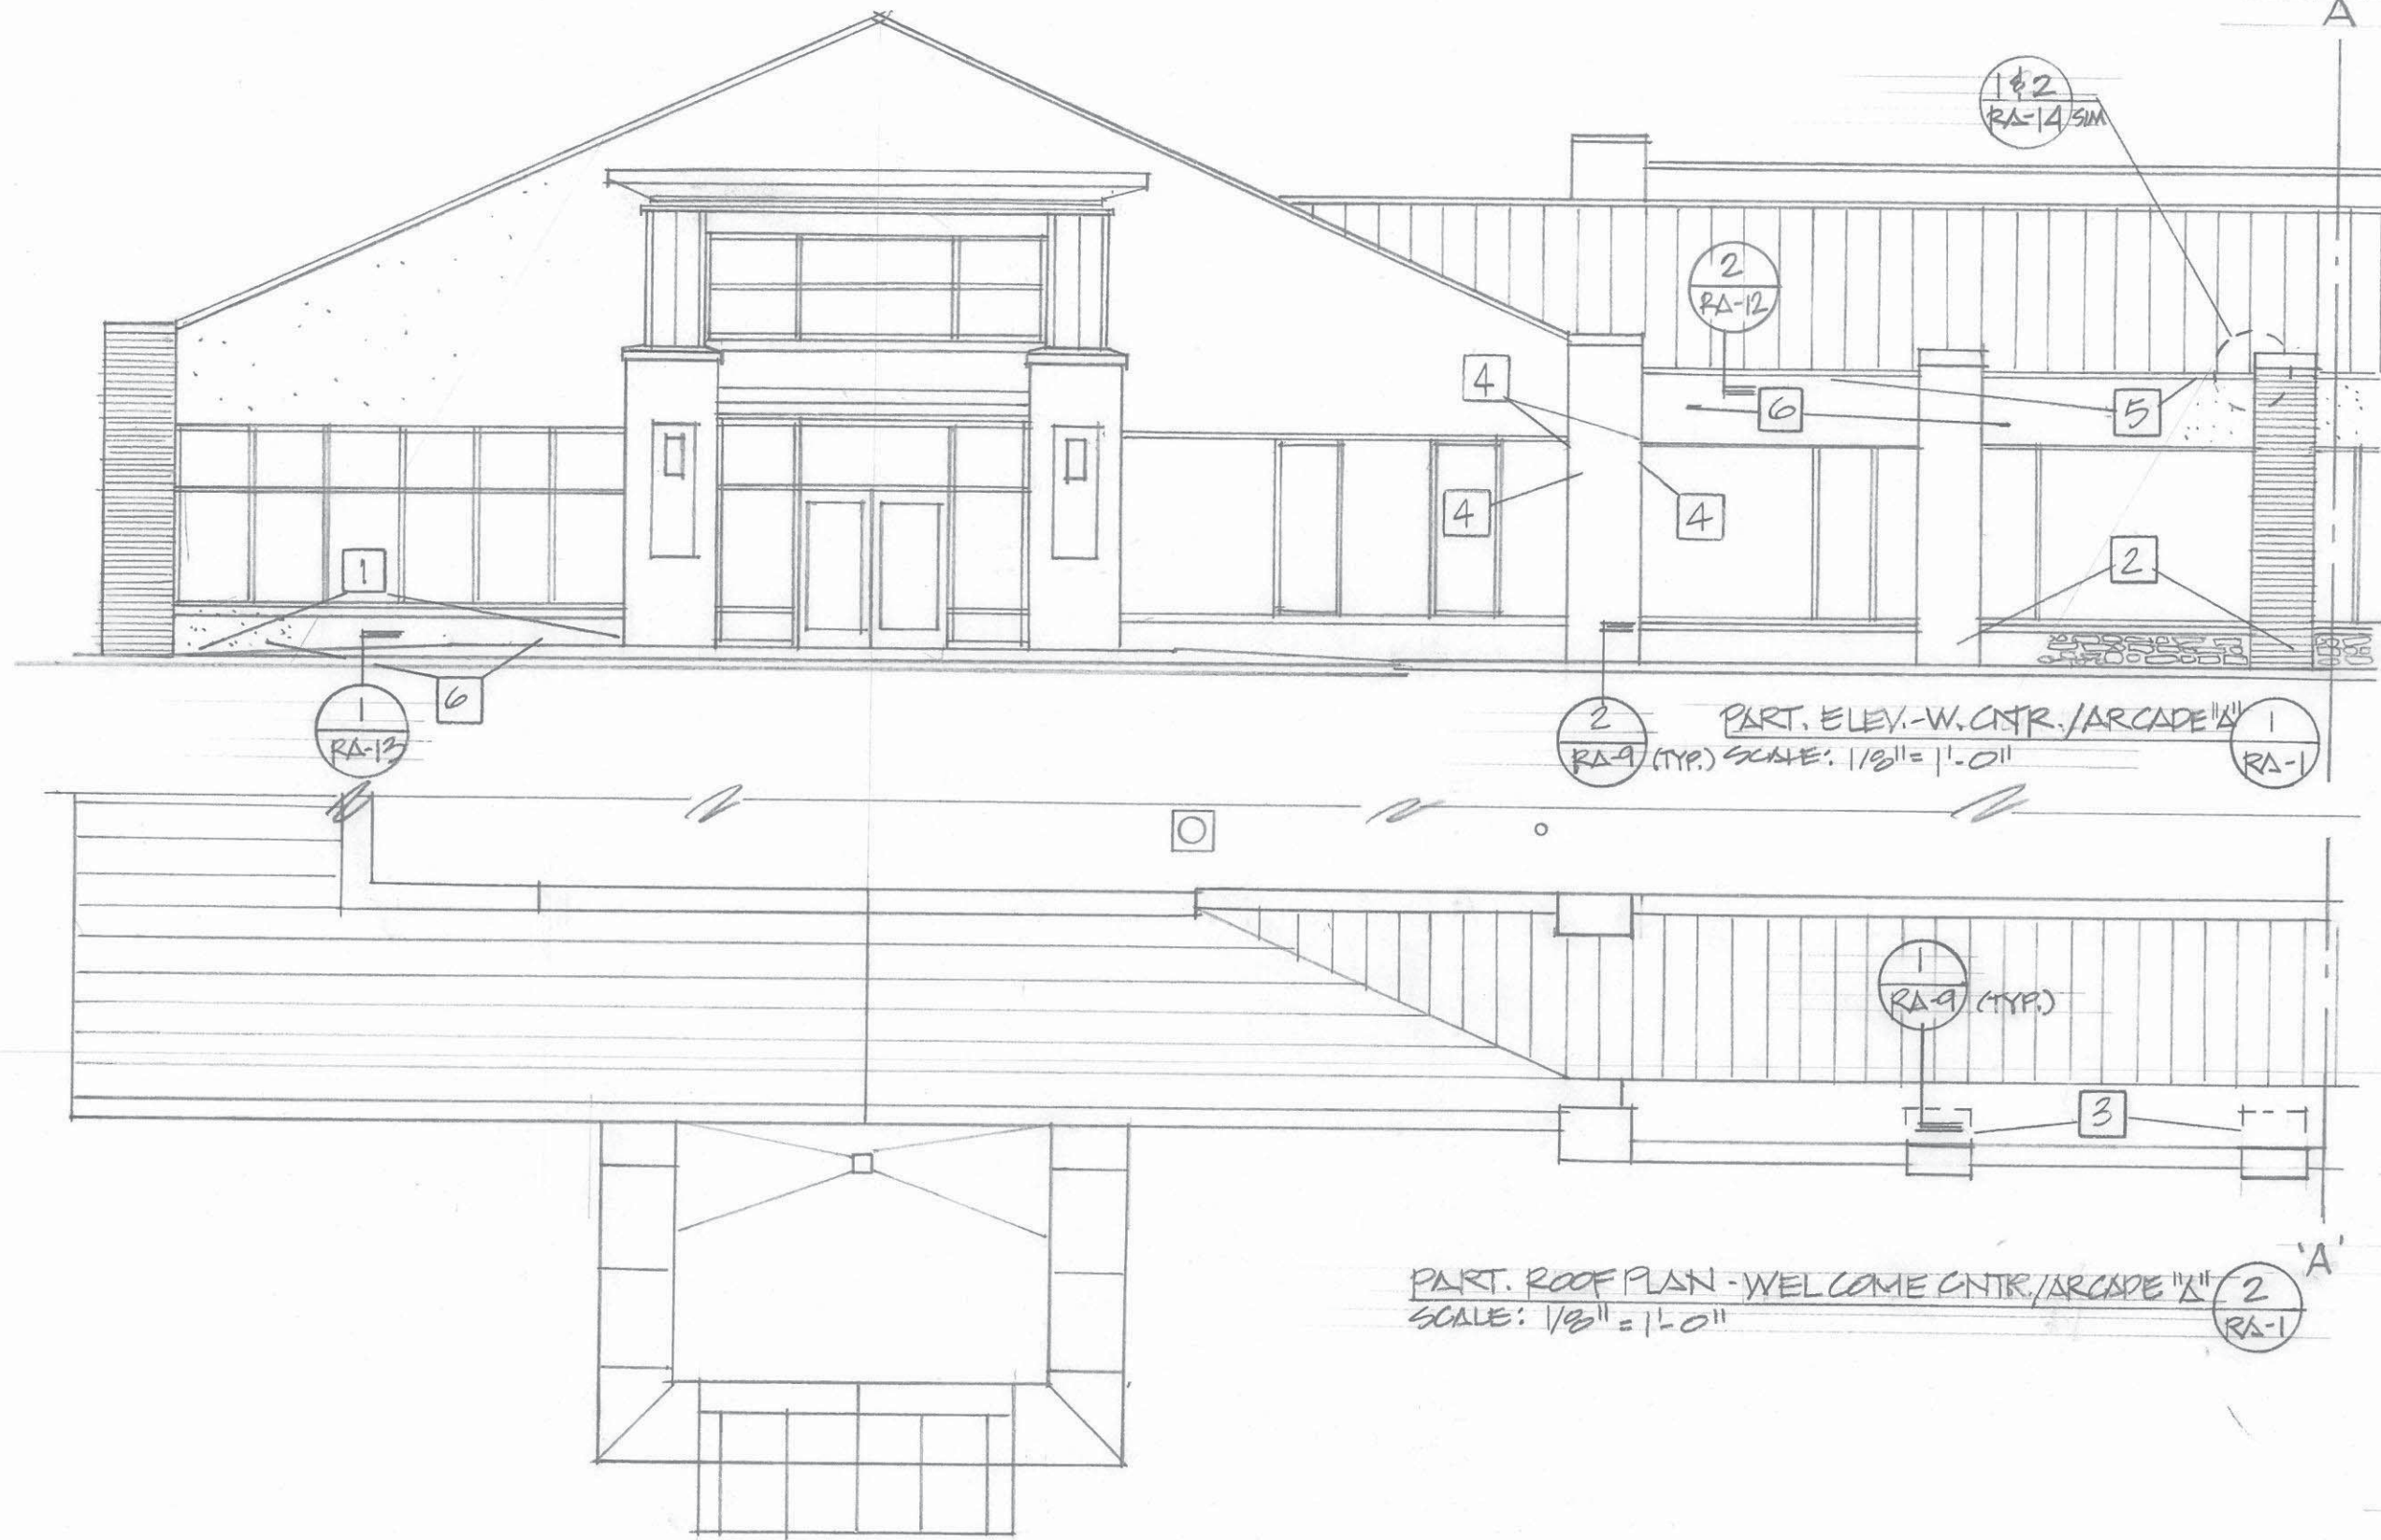 A
1 & 2
RA-14 SIM
2
RA-12
4
6
5
4
4
2
1
6
1
RA-13
2
RA-9 (TYP.)
PART. ELEV.-W. CNTR./ARCADE "A"
SCALE: 1/8" = 1'-0"
1
RA-1
1
RA-9 (TYP.)
3
'A'
PART. ROOF PLAN - WELCOME CNTR./ARCADE "A"
SCALE: 1/8" = 1'-0"
2
RA-1